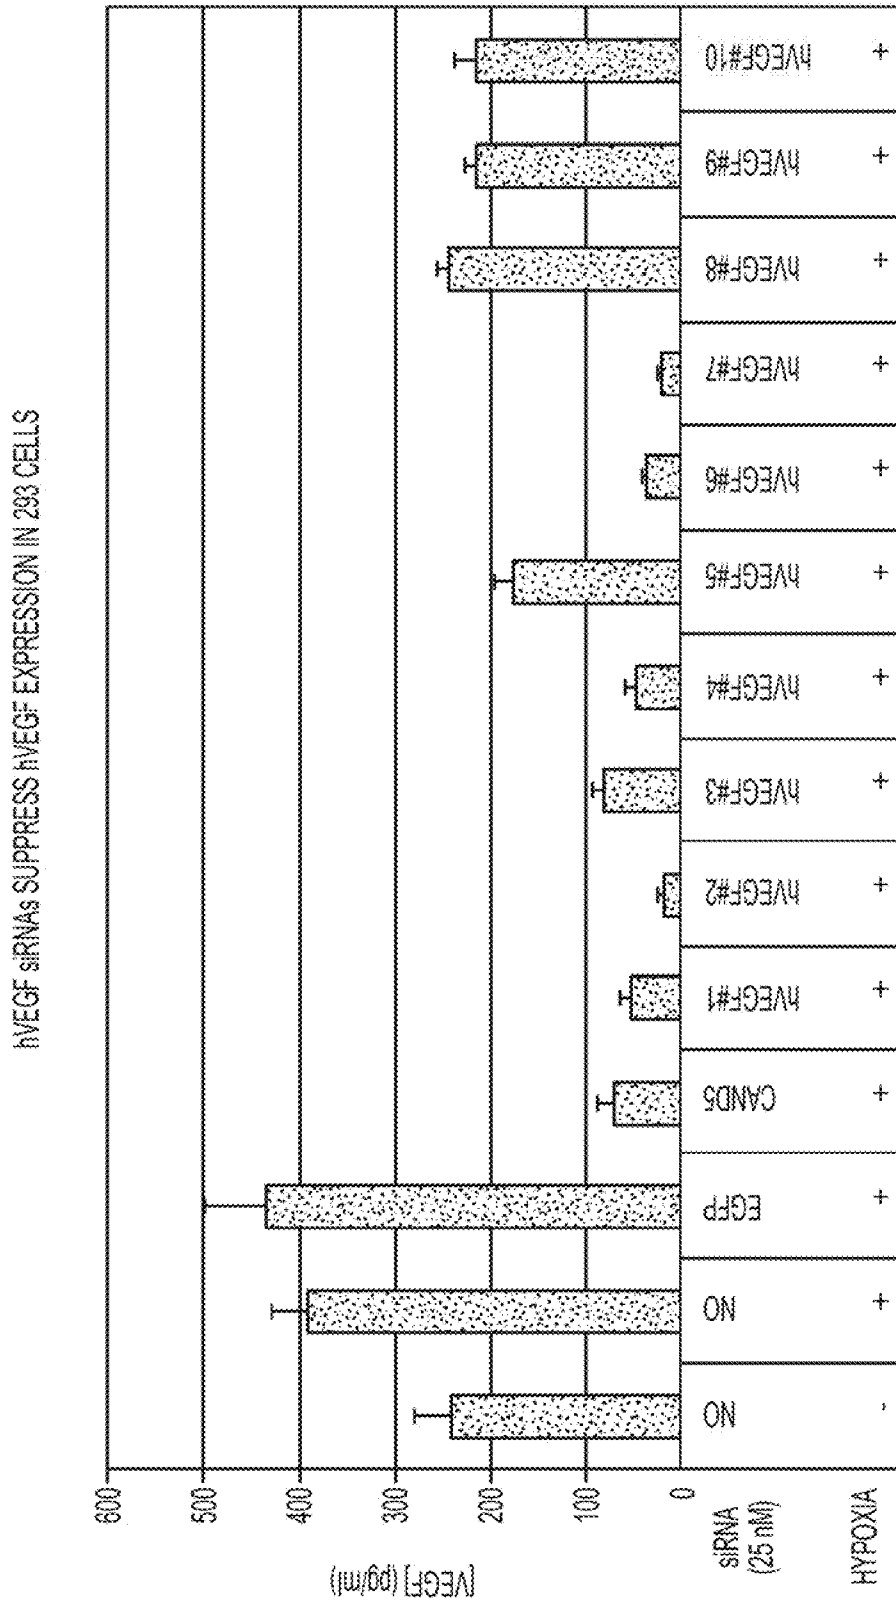 hVEGF siRNAs SUPPRESS hVEGF EXPRESSION IN 293 CELLS
[VEGF] (pg/ml)
600
500
400
300
200
100
0
siRNA
(25 nM)
NO
NO
EGFP
CAND5
hVEGF#1
hVEGF#2
hVEGF#3
hVEGF#4
hVEGF#5
hVEGF#6
hVEGF#7
hVEGF#8
hVEGF#9
hVEGF#10
HYPOXIA
-
+
+
+
+
+
+
+
+
+
+
+
+
+